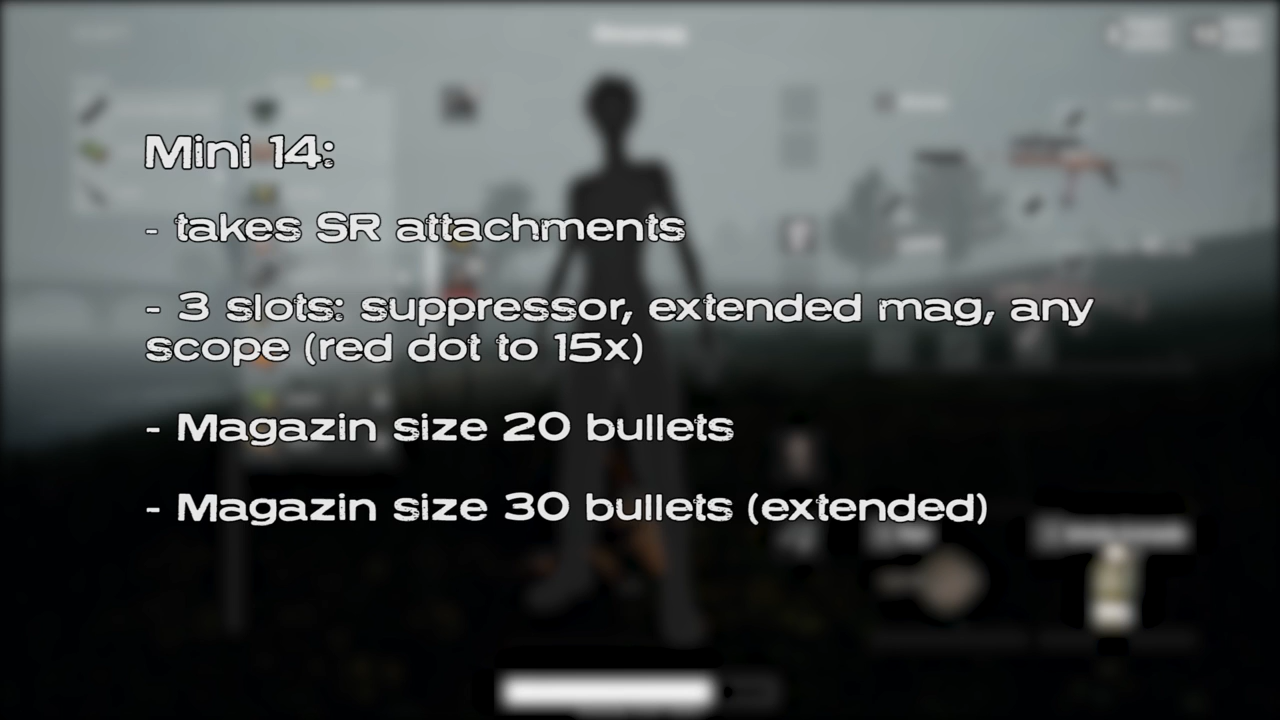 Mini 14:
- takes SR attachments
- 3 slots: suppressor, extended mag, any
scope (red dot to 15x)
- Magazin size 20 bullets
- Magazin size 30 bullets (extended)